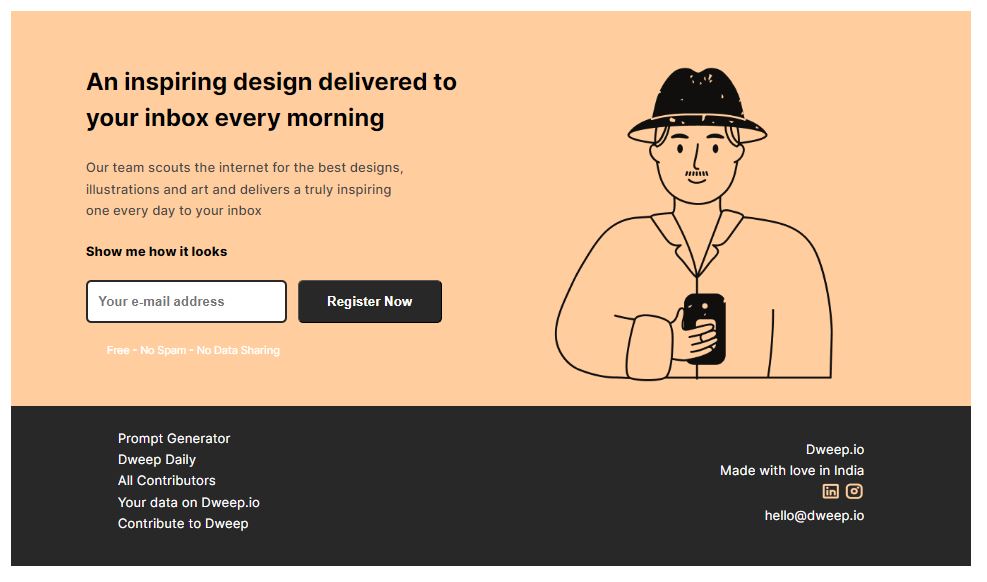 An inspiring design delivered to
your inbox every morning
Our team scouts the internet for the best designs,
illustrations and art and delivers a truly inspiring
one every day to your inbox
Show me how it looks
Your e-mail address
Register Now
Free - No Spam - No Data Sharing
Prompt Generator
Dweep Daily
All Contributors
Your data on Dweep.io
Contribute to Dweep
Dweep.io
Made with love in India
hello@dweep.io